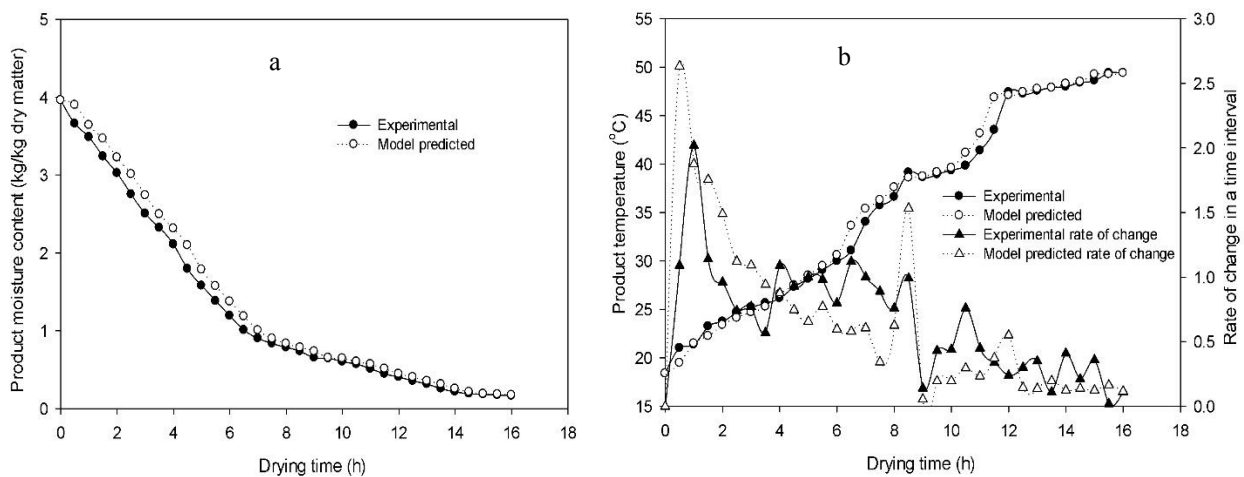 a
Product moisture content (kg/kg dry matter)
5
4
3
2
1
0
Experimental
Model predicted
0 2 4 6 8 10 12 14 16 18
Drying time (h)
b
Product temperature (°C)
55
50
45
40
35
30
25
20
15
Experimental
Model predicted
Experimental rate of change
Model predicted rate of change
Rate of change in a time interval
3.0
2.5
2.0
1.5
1.0
0.5
0.0
0 2 4 6 8 10 12 14 16 18
Drying time (h)